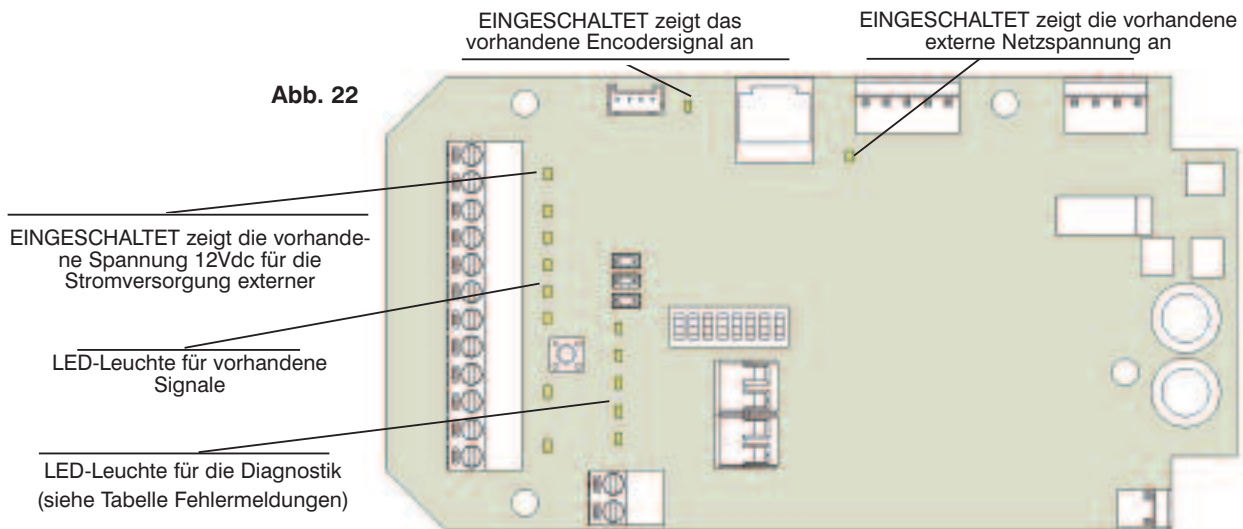 EINGESCHALTET zeigt das
vorhandene Encodersignal an
EINGESCHALTET zeigt die vorhandene
externe Netzspannung an
Abb. 22
EINGESCHALTET zeigt die vorhande-
ne Spannung 12Vdc für die
Stromversorgung externer
LED-Leuchte für vorhandene
Signale
LED-Leuchte für die Diagnostik
(siehe Tabelle Fehlermeldungen)